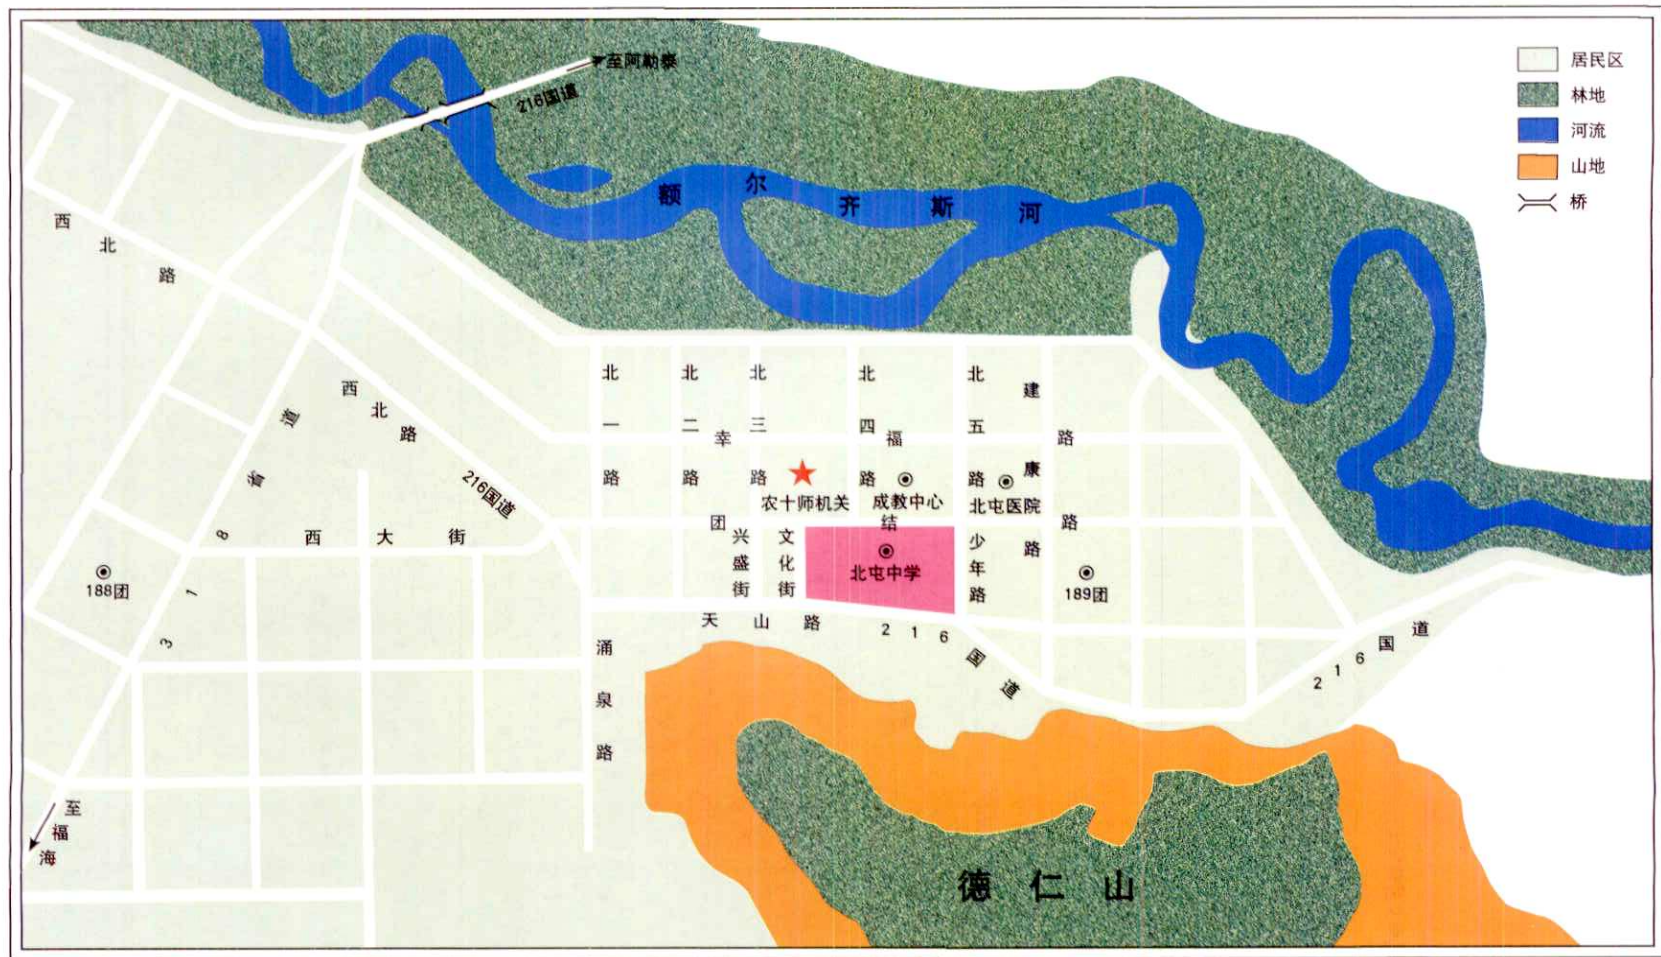 至阿勒泰
216国道
居民区
林地
河流
山地
桥
额尔齐斯河
西北路
西北路
216国道
318省道
西大街
188团
至福海
北一路
北二路
北三路
北四路
北五路
建康路
幸福路
农十师机关
成教中心
北屯医院
团结路
兴盛街
文化街
北屯中学
少年路
189团
天山路
216国道
216国道
涌泉路
德仁山